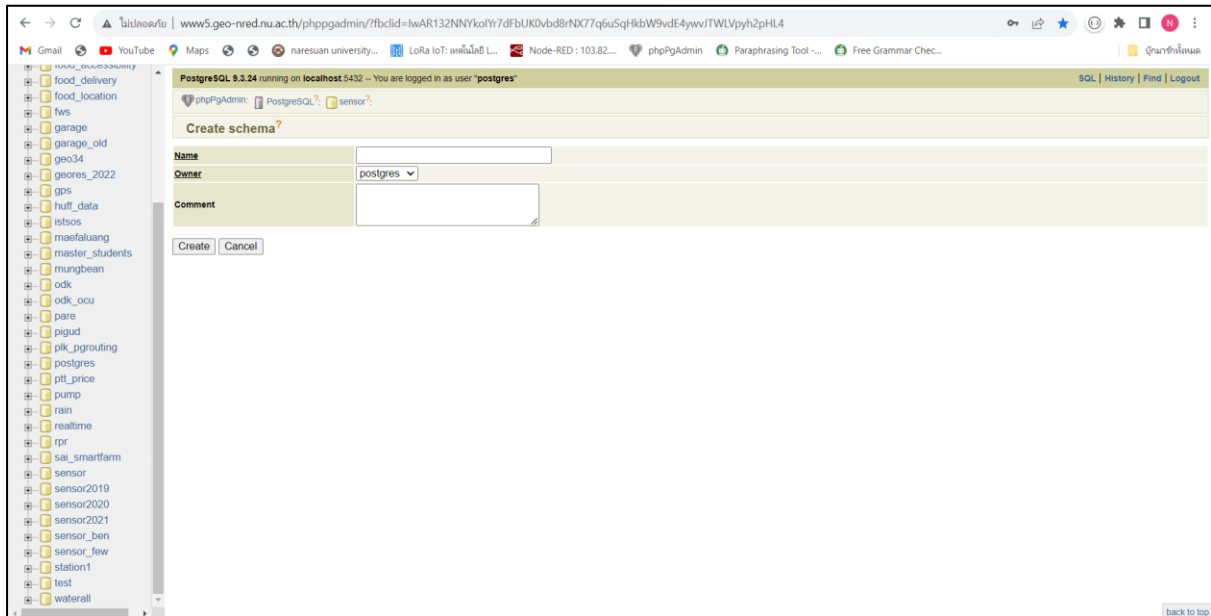 ไม่ปลอดภัย | www5.geo-nred.nu.ac.th/phppgadmin/?fbclid=IwAR132NNYkolYr7dFbUK0vbd8rNX77q6uSqHkbW9vdE4ywvJTWLVpyh2pHL4
N
Gmail YouTube Maps naresuan university... LoRa IoT: เทคโนโลยี L... Node-RED : 103.82.... phpPgAdmin Paraphrasing Tool -... Free Grammar Chec... บุ๊กมาร์กทั้งหมด
food_accessibility
food_delivery
food_location
fws
garage
garage_old
geo34
geores_2022
gps
huff_data
istsos
maefaluang
master_students
mungbean
odk
odk_ocu
pare
pigud
plk_pgrouting
postgres
ptt_price
pump
rain
realtime
rpr
sai_smartfarm
sensor
sensor2019
sensor2020
sensor2021
sensor_ben
sensor_few
station1
test
waterall
PostgreSQL 9.3.24 running on localhost:5432 -- You are logged in as user "postgres"
SQL | History | Find | Logout
phpPgAdmin: PostgreSQL?: sensor?:
Create schema?
Name
Owner postgres
Comment
Create Cancel
back to top